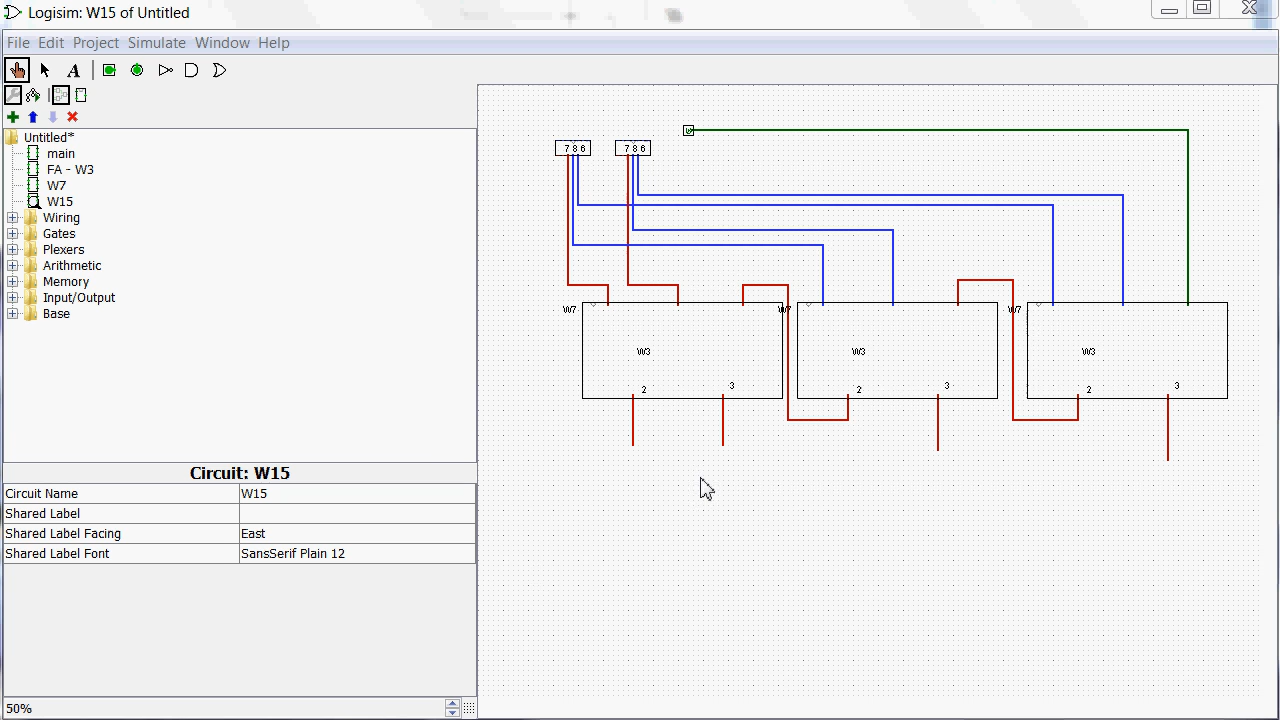 Logisim: W15 of Untitled
File Edit Project Simulate Window Help
A
Untitled*
main
FA - W3
W7
W15
Wiring
Gates
Plexers
Arithmetic
Memory
Input/Output
Base
Circuit: W15
Circuit Name W15
Shared Label
Shared Label Facing East
Shared Label Font SansSerif Plain 12
50%
7 8 6 7 8 6
W7 W7 W7
W3 W3 W3
2 3 2 3 2 3